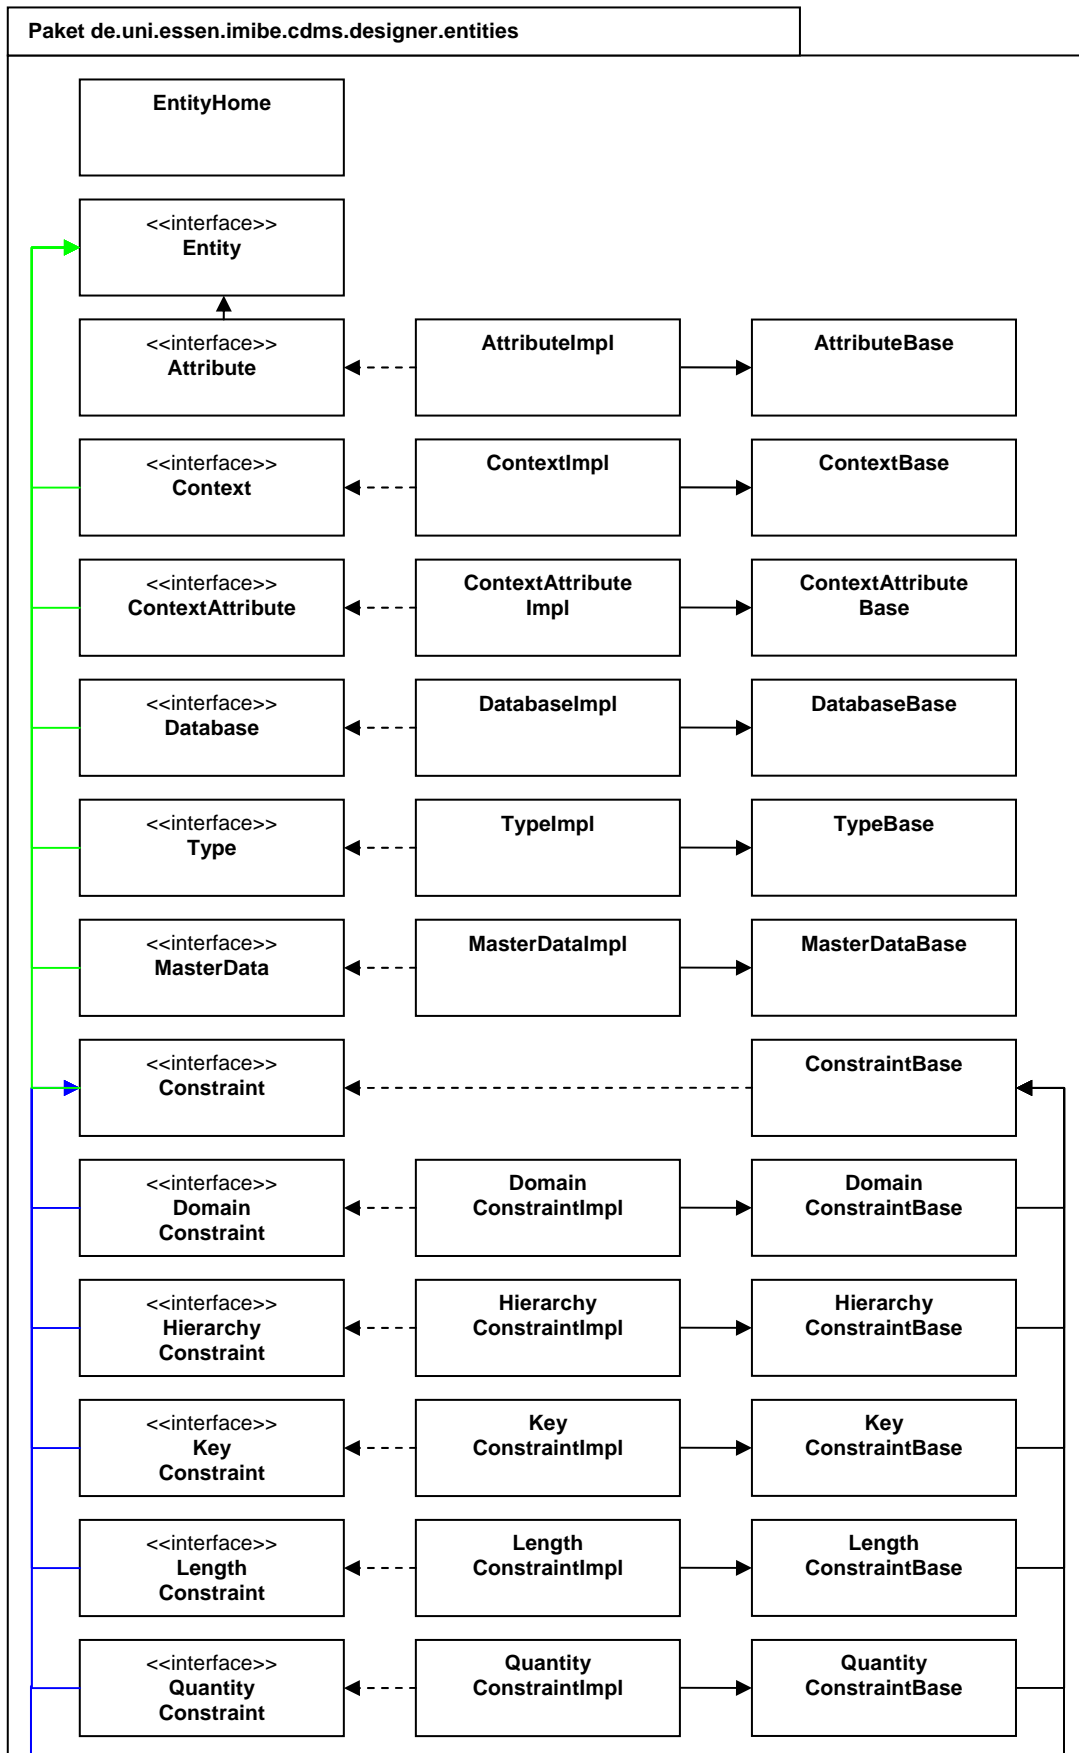 Paket de.uni.essen.imibe.cdms.designer.entities
EntityHome
<<interface>>
Entity
<<interface>>
Attribute
AttributeImpl
AttributeBase
<<interface>>
Context
ContextImpl
ContextBase
<<interface>>
ContextAttribute
ContextAttribute
Impl
ContextAttribute
Base
<<interface>>
Database
DatabaseImpl
DatabaseBase
<<interface>>
Type
TypeImpl
TypeBase
<<interface>>
MasterData
MasterDataImpl
MasterDataBase
<<interface>>
Constraint
ConstraintBase
<<interface>>
Domain
Constraint
Domain
ConstraintImpl
Domain
ConstraintBase
<<interface>>
Hierarchy
Constraint
Hierarchy
ConstraintImpl
Hierarchy
ConstraintBase
<<interface>>
Key
Constraint
Key
ConstraintImpl
Key
ConstraintBase
<<interface>>
Length
Constraint
Length
ConstraintImpl
Length
ConstraintBase
<<interface>>
Quantity
Constraint
Quantity
ConstraintImpl
Quantity
ConstraintBase